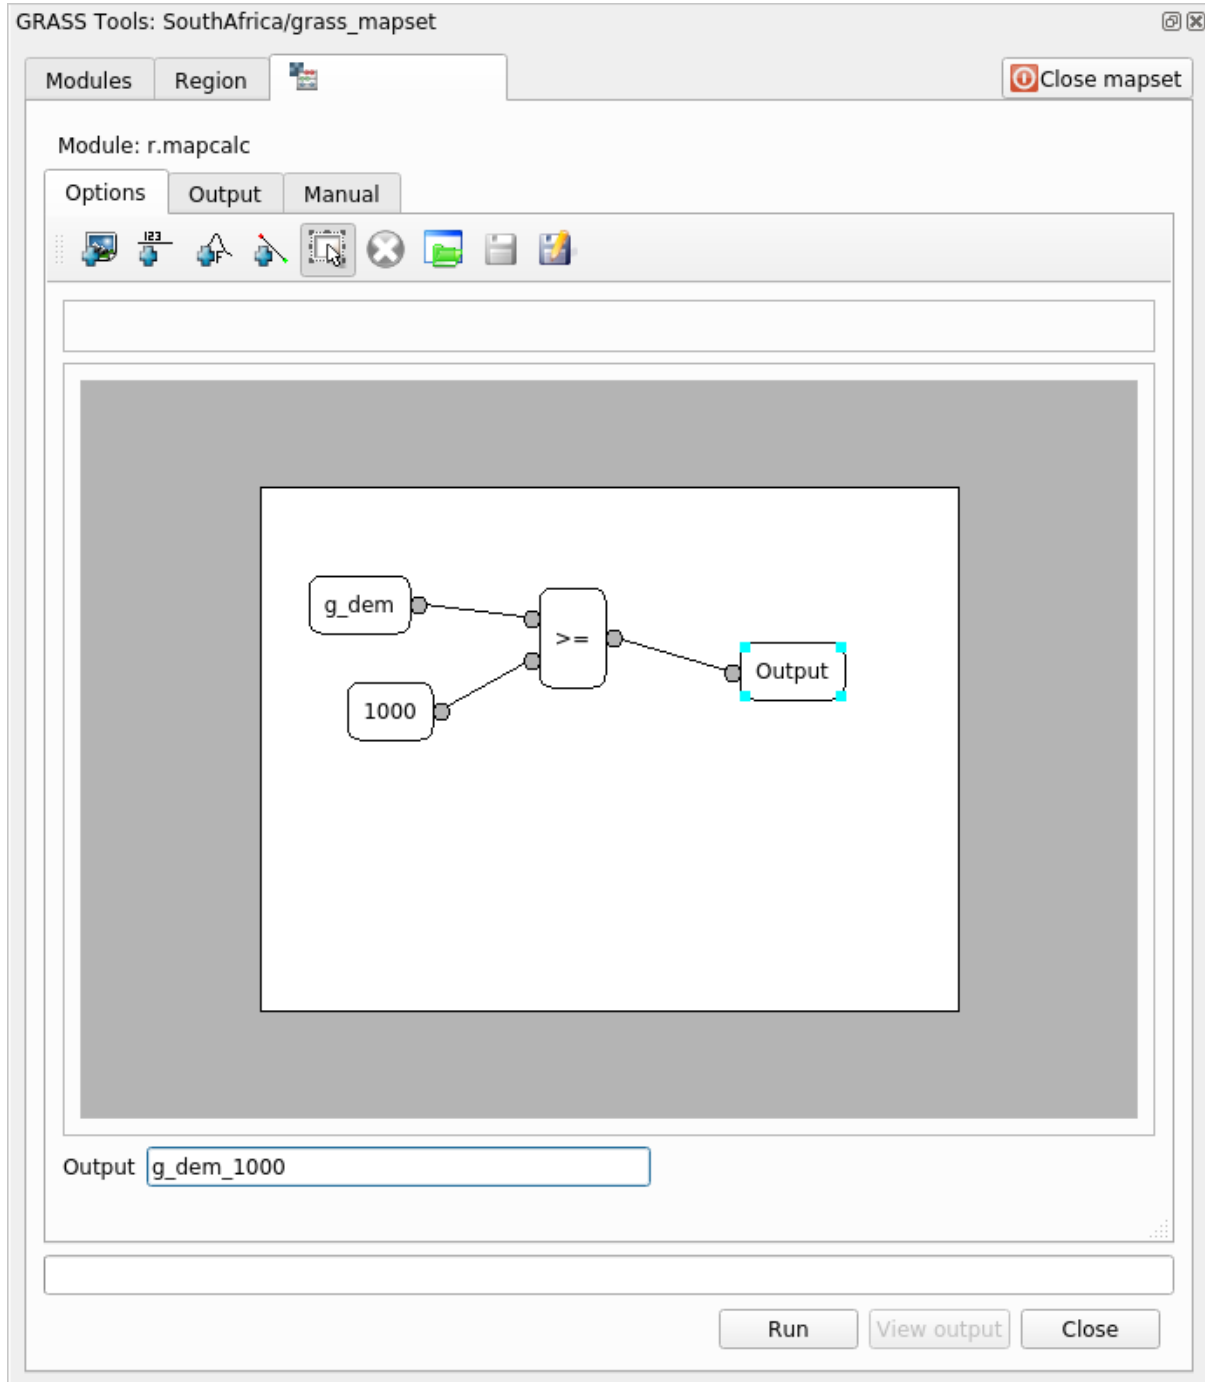 GRASS Tools: SouthAfrica/grass_mapset
Modules Region Close mapset
Module: r.mapcalc
Options Output Manual
123
F
g_dem
>=
Output
1000
Output g_dem_1000
Run View output Close